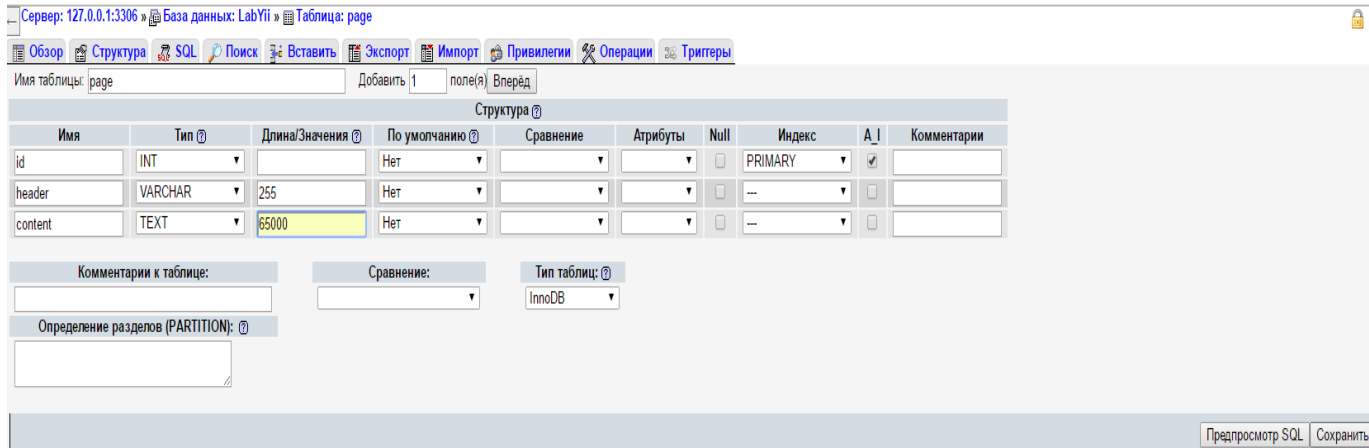 Сервер: 127.0.0.1:3306 » База данных: LabYii » Таблица: page
Обзор Структура SQL Поиск Вставить Экспорт Импорт Привилегии Операции Триггеры
Имя таблицы: page Добавить 1 поле(я) Вперёд
Структура
Имя Тип Длина/Значения По умолчанию Сравнение Атрибуты Null Индекс A_I Комментарии
id INT Нет PRIMARY
header VARCHAR 255 Нет ---
content TEXT 65000 Нет ---
Комментарии к таблице: Сравнение: Тип таблиц:
InnoDB
Определение разделов (PARTITION):
Предпросмотр SQL Сохранить